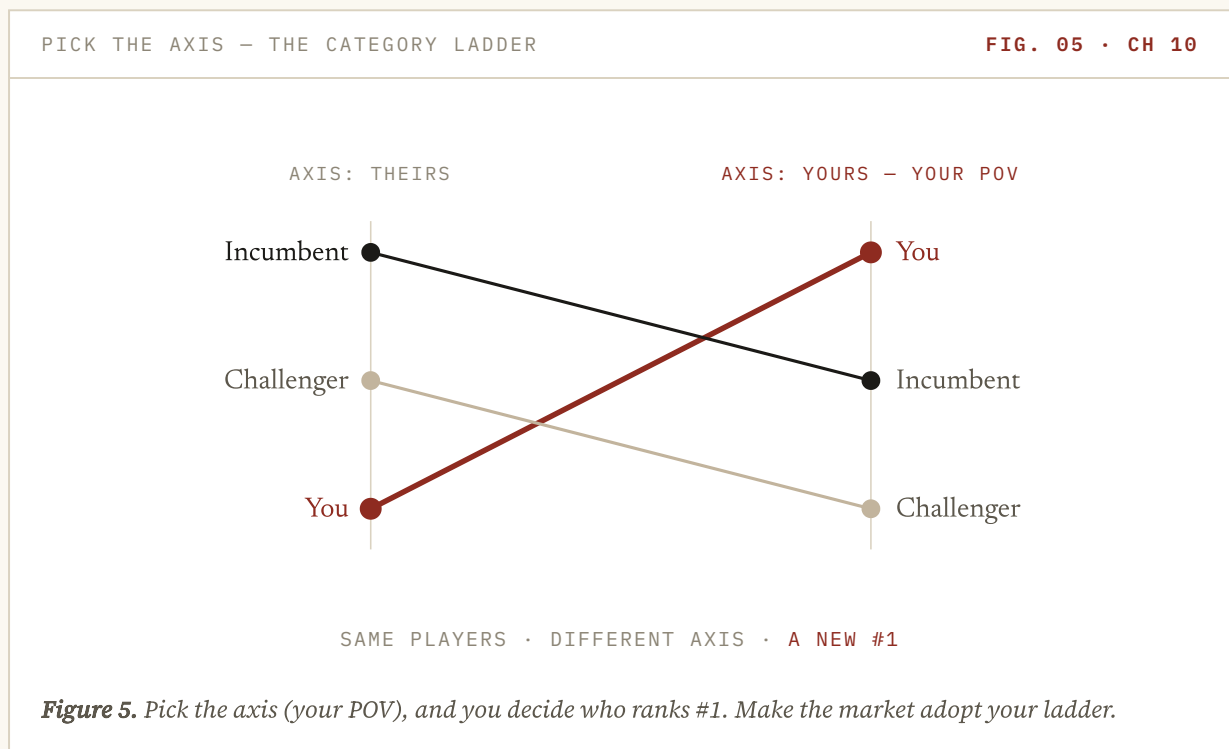 PICK THE AXIS — THE CATEGORY LADDER
FIG. 05 · CH 10
AXIS: THEIRS
AXIS: YOURS — YOUR POV
Incumbent
You
Challenger
Incumbent
You
Challenger
SAME PLAYERS · DIFFERENT AXIS · A NEW #1
Figure 5. Pick the axis (your POV), and you decide who ranks #1. Make the market adopt your ladder.